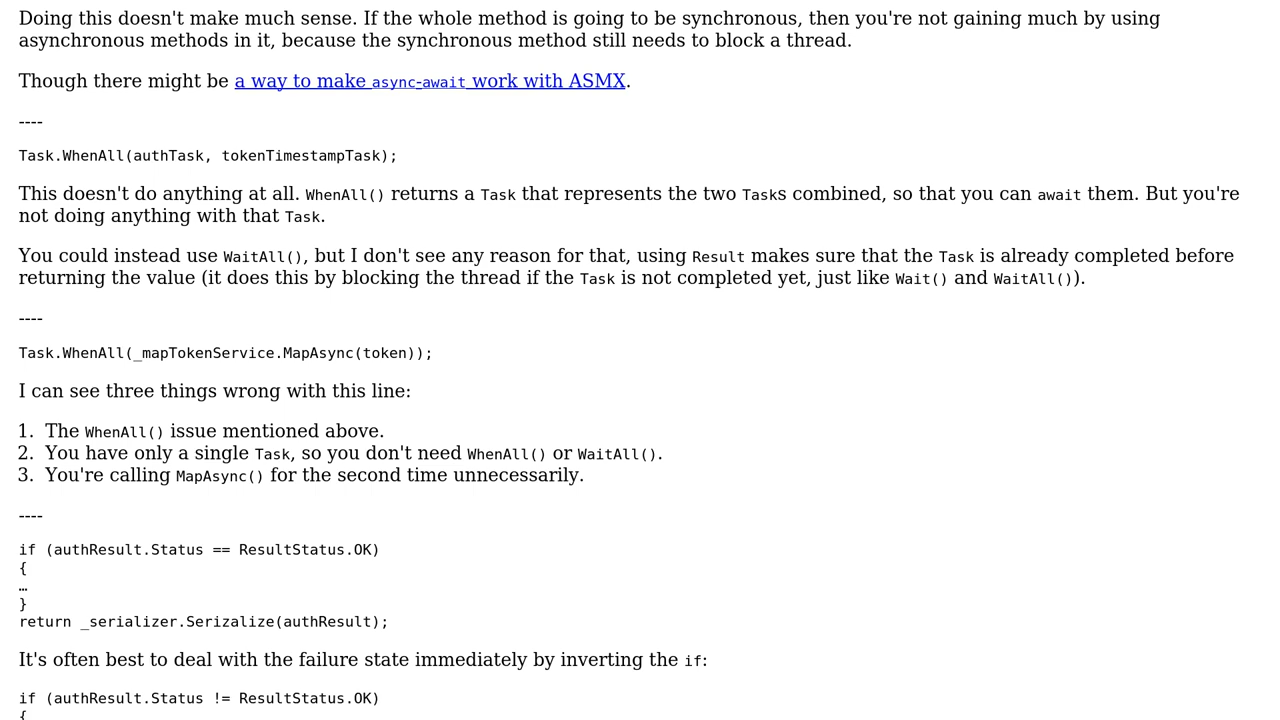 Doing this doesn't make much sense. If the whole method is going to be synchronous, then you're not gaining much by using
asynchronous methods in it, because the synchronous method still needs to block a thread.
Though there might be a way to make async-await work with ASMX.
----
Task.WhenAll(authTask, tokenTimestampTask);
This doesn't do anything at all. WhenAll() returns a Task that represents the two Tasks combined, so that you can await them. But you're
not doing anything with that Task.
You could instead use WaitAll(), but I don't see any reason for that, using Result makes sure that the Task is already completed before
returning the value (it does this by blocking the thread if the Task is not completed yet, just like Wait() and WaitAll()).
----
Task.WhenAll(_mapTokenService.MapAsync(token));
I can see three things wrong with this line:
1. The WhenAll() issue mentioned above.
2. You have only a single Task, so you don't need WhenAll() or WaitAll().
3. You're calling MapAsync() for the second time unnecessarily.
----
if (authResult.Status == ResultStatus.OK)
{
…
}
return _serializer.Serizalize(authResult);
It's often best to deal with the failure state immediately by inverting the if:
if (authResult.Status != ResultStatus.OK)
{